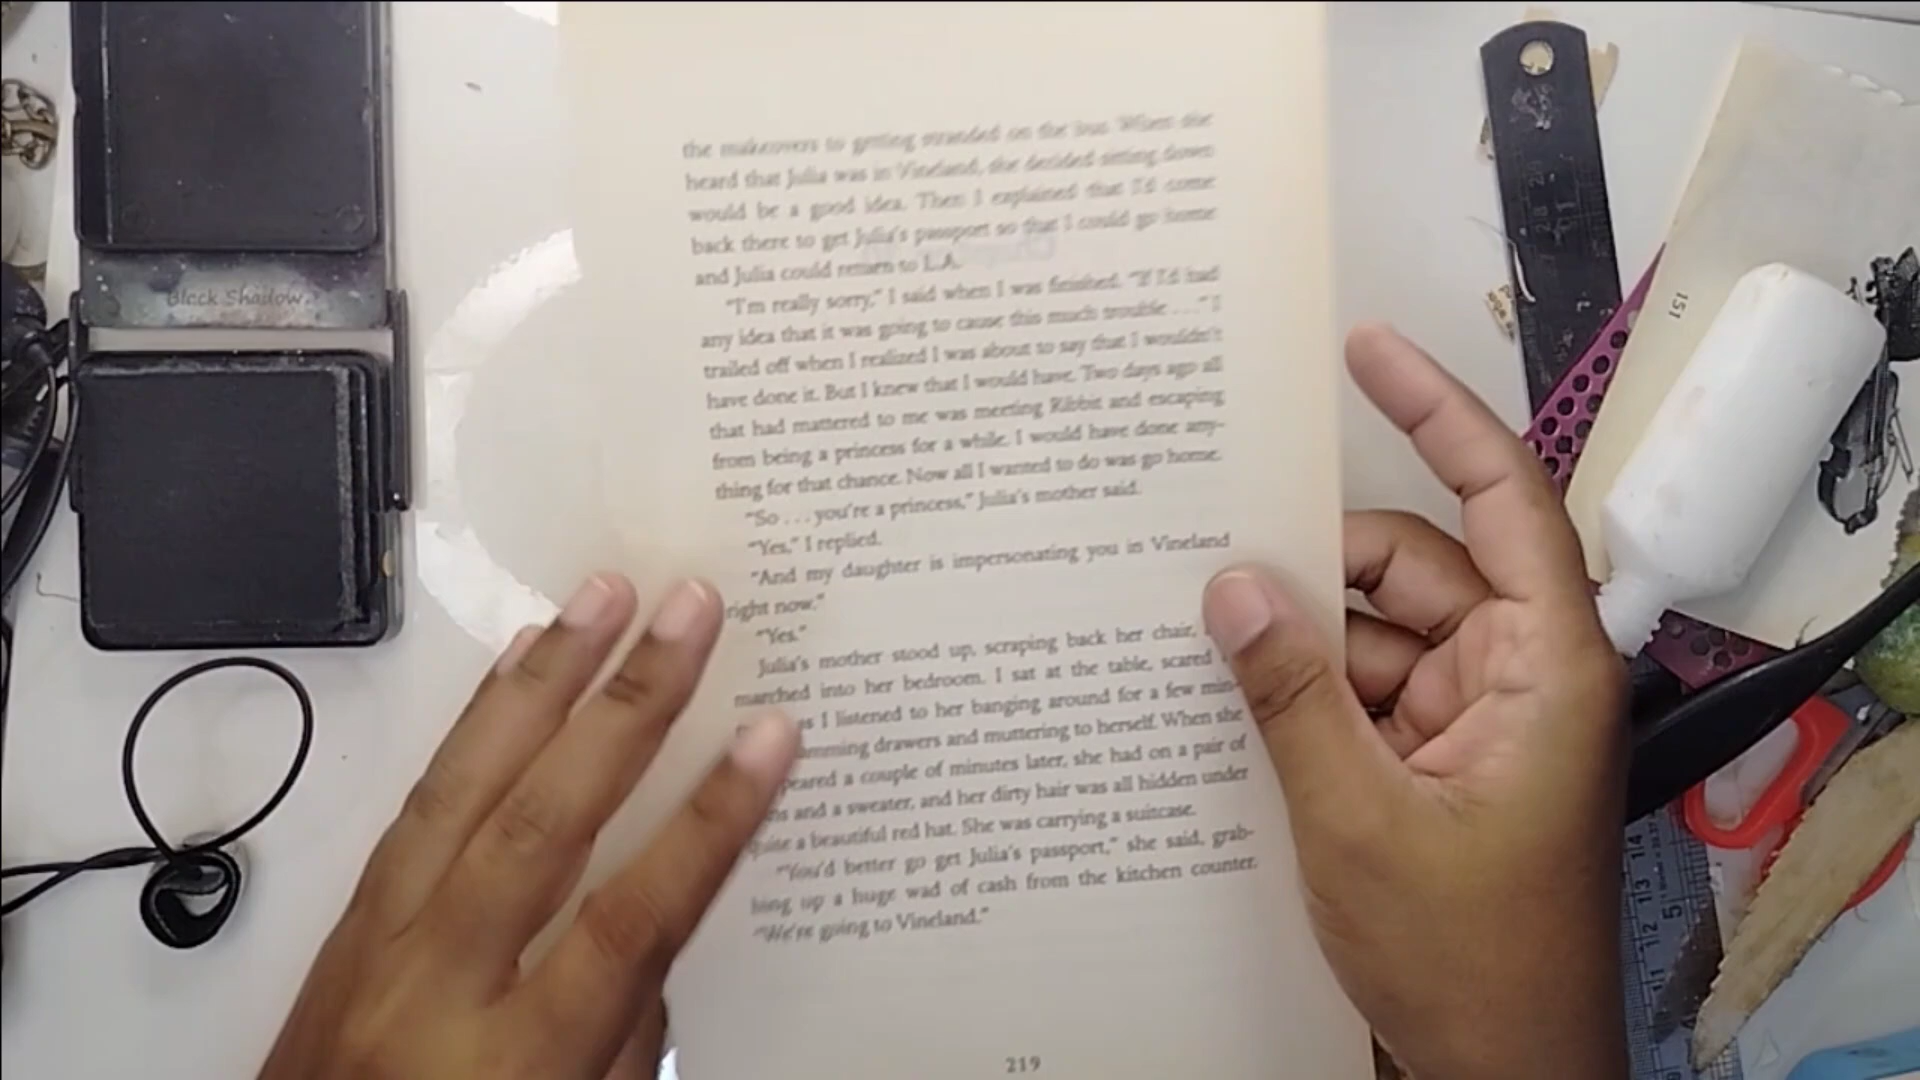 Black Shadow
the makeovers to getting stranded on the bus. When she
heard that Julia was in Vineland, she decided sitting down
would be a good idea. Then I explained that I'd come
back there to get Julia's passport so that I could go home
and Julia could return to L.A.
"I'm really sorry," I said when I was finished. "If I'd had
any idea that it was going to cause this much trouble . . ." I
trailed off when I realized I was about to say that I wouldn't
have done it. But I knew that I would have. Two days ago all
that had mattered to me was meeting Ribbit and escaping
from being a princess for a while. I would have done any-
thing for that chance. Now all I wanted to do was go home.
"So . . . you're a princess," Julia's mother said.
"Yes," I replied.
"And my daughter is impersonating you in Vineland
right now."
"Yes."
Julia's mother stood up, scraping back her chair,
marched into her bedroom. I sat at the table, scared
as I listened to her banging around for a few min-
amming drawers and muttering to herself. When she
peared a couple of minutes later, she had on a pair of
ns and a sweater, and her dirty hair was all hidden under
quite a beautiful red hat. She was carrying a suitcase.
"You'd better go get Julia's passport," she said, grab-
bing up a huge wad of cash from the kitchen counter.
"We're going to Vineland."
219
151
14
13
12
11
5